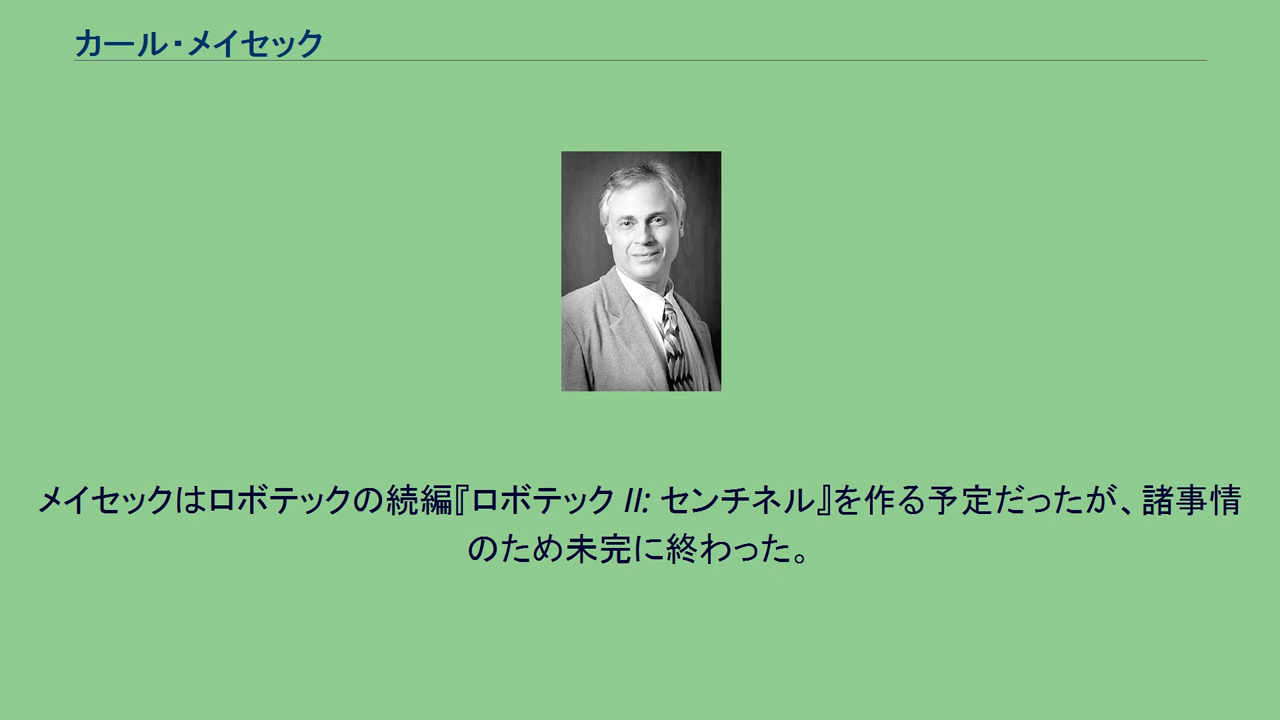 カール・メイセック
メイセックはロボテックの続編『ロボテック II: センチネル』を作る予定だったが、諸事情
のため未完に終わった。